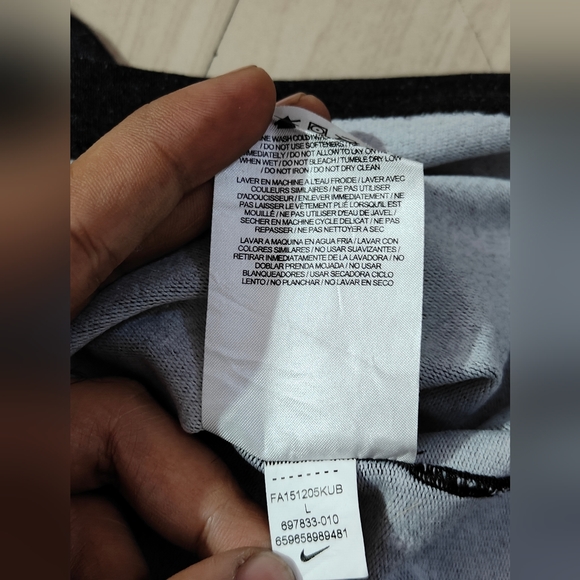 NE WASH COLD/WA
/ DO NOT USE SOFTENERS / 
MEDIATELY / DO NOT ALLOW TO LAY ON
WHEN WET / DO NOT BLEACH / TUMBLE DRY LOW
/ DO NOT IRON / DO NOT DRY CLEAN
LAVER EN MACHINE A L'EAU FROIDE / LAVER AVEC
COULEURS SIMILAIRES / NE PAS UTILISER
D'ADOUCISSEUR / ENLEVER IMMEDIATEMENT / NE
PAS LAISSER LE VÊTEMENT PLIÉ LORSQU'IL EST
MOUILLÉ / NE PAS UTILISER D'EAU DE JAVEL /
SECHER EN MACHINE CYCLE DELICAT / NE PAS
REPASSER / NE PAS NETTOYER A SEC
LAVAR A MAQUINA EN AGUA FRIA / LAVAR CON
COLORES SIMILARES / NO USAR SUAVIZANTES /
RETIRAR INMEDIATAMENTE DE LA LAVADORA / NO
DOBLAR PRENDA MOJADA / NO USAR
BLANQUEADORES / USAR SECADORA CICLO
LENTO / NO PLANCHAR / NO LAVAR EN SECO
FA151205KUB
L
697833-010
659658989481